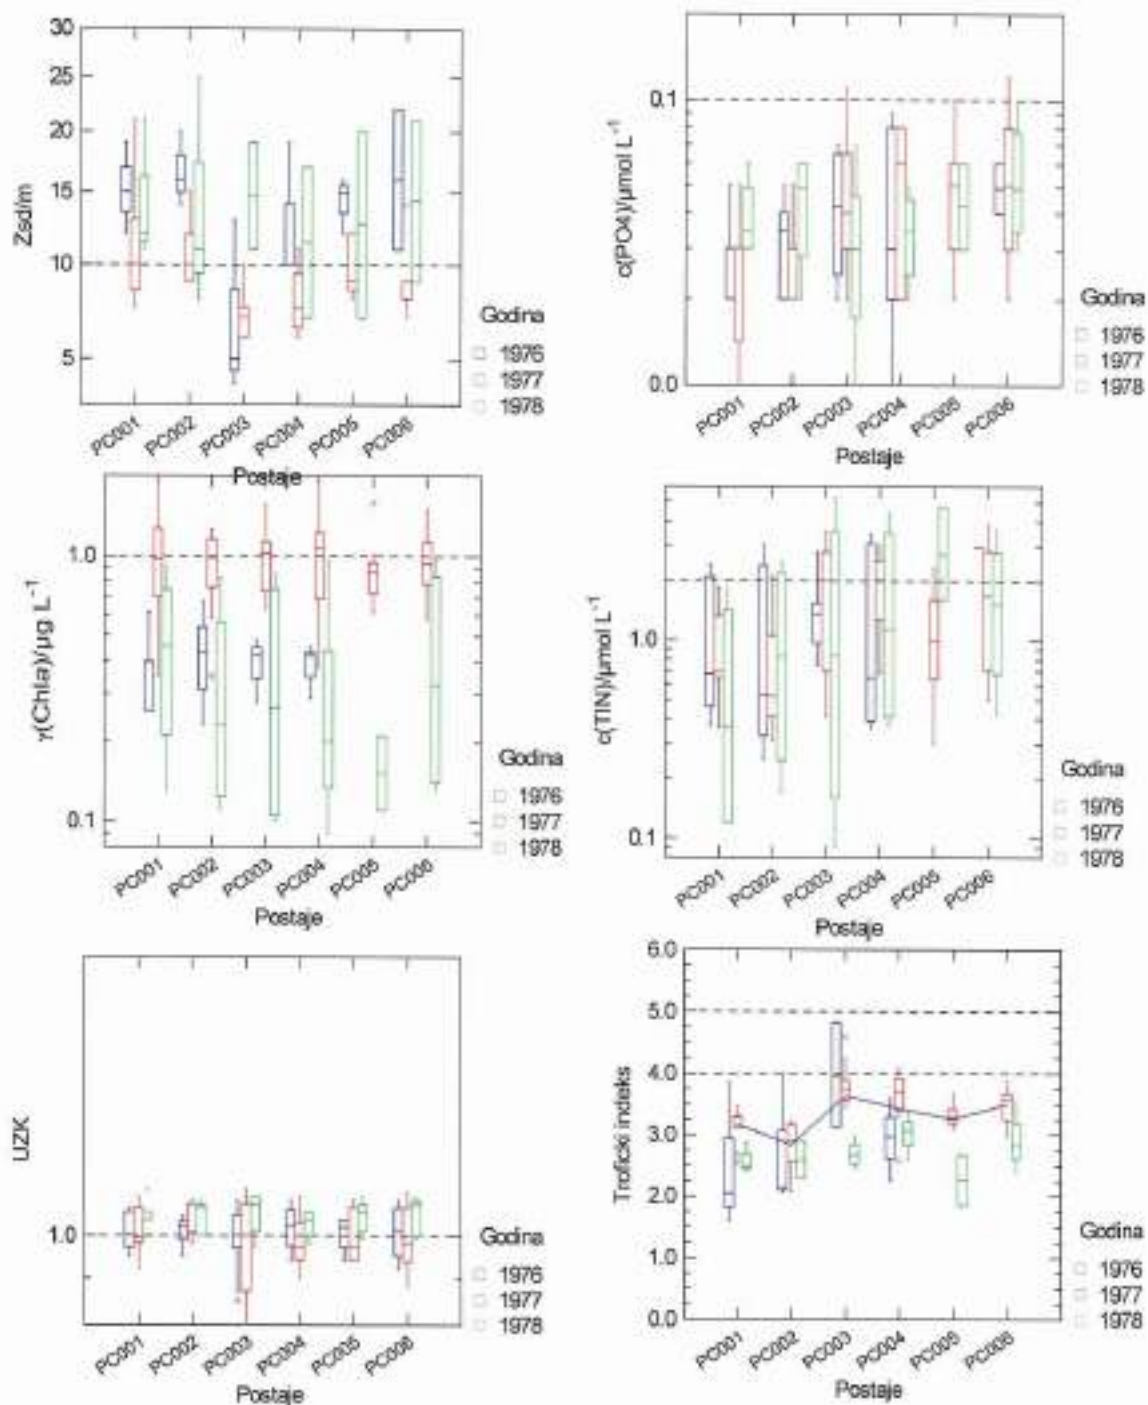 30
25
20
15
10
5
Zsd/m
PC001
PC002
PC003
PC004
PC005
PC006
Postaje
Godina
1976
1977
1978
0.1
0.0
c(PO4)/µmol L⁻¹
PC001
PC002
PC003
PC004
PC005
PC006
Postaje
Godina
1976
1977
1978
1.0
0.1
γ(Chla)/µg L⁻¹
PC001
PC002
PC003
PC004
PC005
PC006
Postaje
Godina
1976
1977
1978
1.0
0.1
c(TIN)/µmol L⁻¹
PC001
PC002
PC003
PC004
PC005
PC006
Postaje
Godina
1976
1977
1978
1.0
UZK
PC001
PC002
PC003
PC004
PC005
PC006
Postaje
Godina
1976
1977
1978
6.0
5.0
4.0
3.0
2.0
1.0
0.0
Troficki indeks
PC001
PC002
PC003
PC004
PC005
PC006
Postaje
Godina
1976
1977
1978